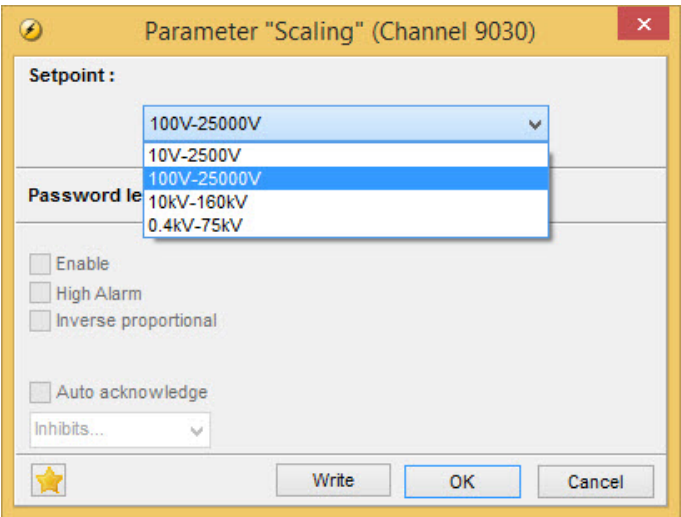 Parameter "Scaling" (Channel 9030)
Setpoint :
100V-25000V
10V-2500V
100V-25000V
Password le
10kV-160kV
0.4kV-75kV
Enable
High Alarm
Inverse proportional
Auto acknowledge
Inhibits...
Write
OK
Cancel